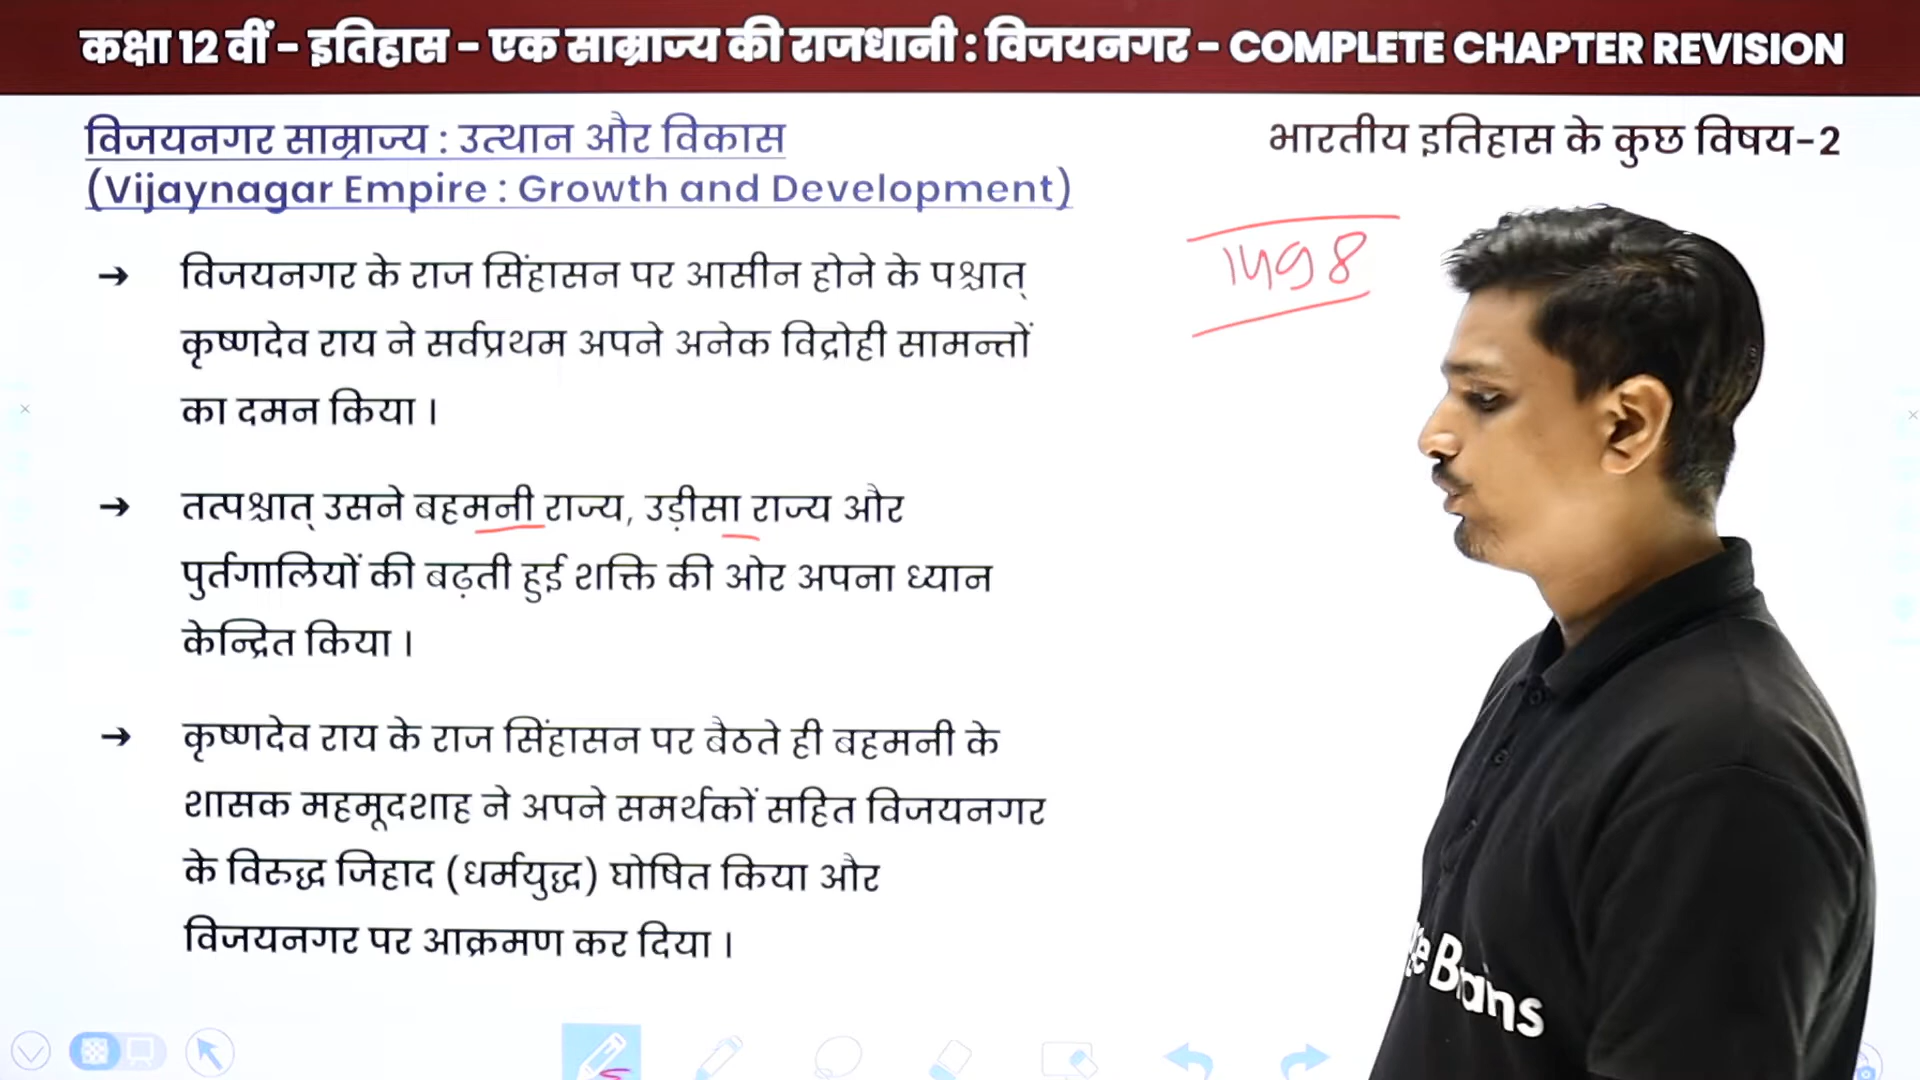 कक्षा 12 वीं - इतिहास - एक साम्राज्य की राजधानी : विजयनगर - COMPLETE CHAPTER REVISION
विजयनगर साम्राज्य : उत्थान और विकास
(Vijaynagar Empire : Growth and Development)
भारतीय इतिहास के कुछ विषय-2
1498
→ विजयनगर के राज सिंहासन पर आसीन होने के पश्चात्
कृष्णदेव राय ने सर्वप्रथम अपने अनेक विद्रोही सामन्तों
का दमन किया ।
→ तत्पश्चात् उसने बहमनी राज्य, उड़ीसा राज्य और
पुर्तगालियों की बढ़ती हुई शक्ति की ओर अपना ध्यान
केन्द्रित किया ।
→ कृष्णदेव राय के राज सिंहासन पर बैठते ही बहमनी के
शासक महमूदशाह ने अपने समर्थकों सहित विजयनगर
के विरुद्ध जिहाद (धर्मयुद्ध) घोषित किया और
विजयनगर पर आक्रमण कर दिया ।
Brains